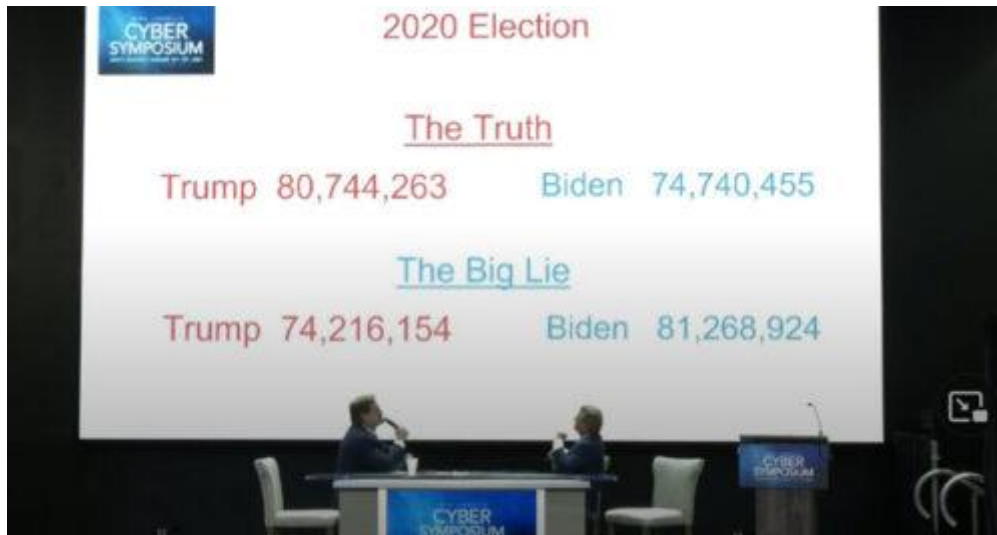 CYBER
SYMPOSIUM
2020 Election
The Truth
Trump 80,744,263 Biden 74,740,455
The Big Lie
Trump 74,216,154 Biden 81,268,924
CYBER
SYMPOSIUM
CYBER
SYMPOSIUM